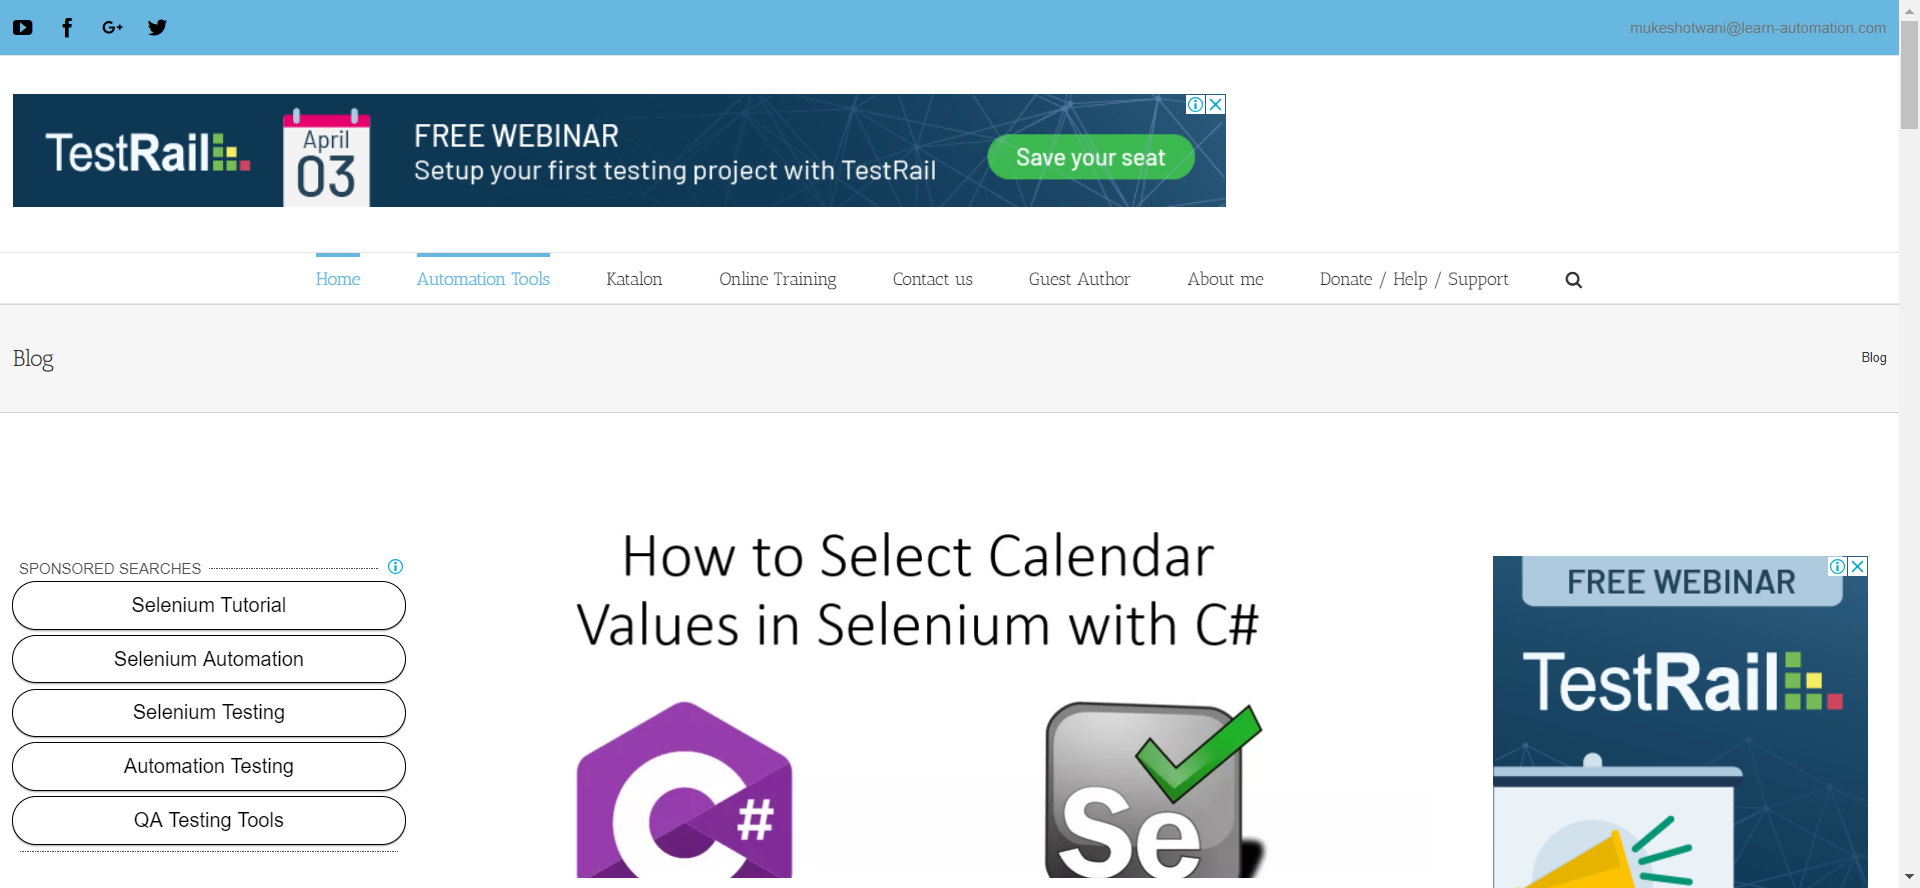 G+
mukeshotwani@learn-automation.com
TestRail
April
03
FREE WEBINAR
Setup your first testing project with TestRail
Save your seat
Home
Automation Tools
Katalon
Online Training
Contact us
Guest Author
About me
Donate / Help / Support
Blog
Blog
SPONSORED SEARCHES
Selenium Tutorial
Selenium Automation
Selenium Testing
Automation Testing
QA Testing Tools
How to Select Calendar
Values in Selenium with C#
C#
Se
FREE WEBINAR
TestRail